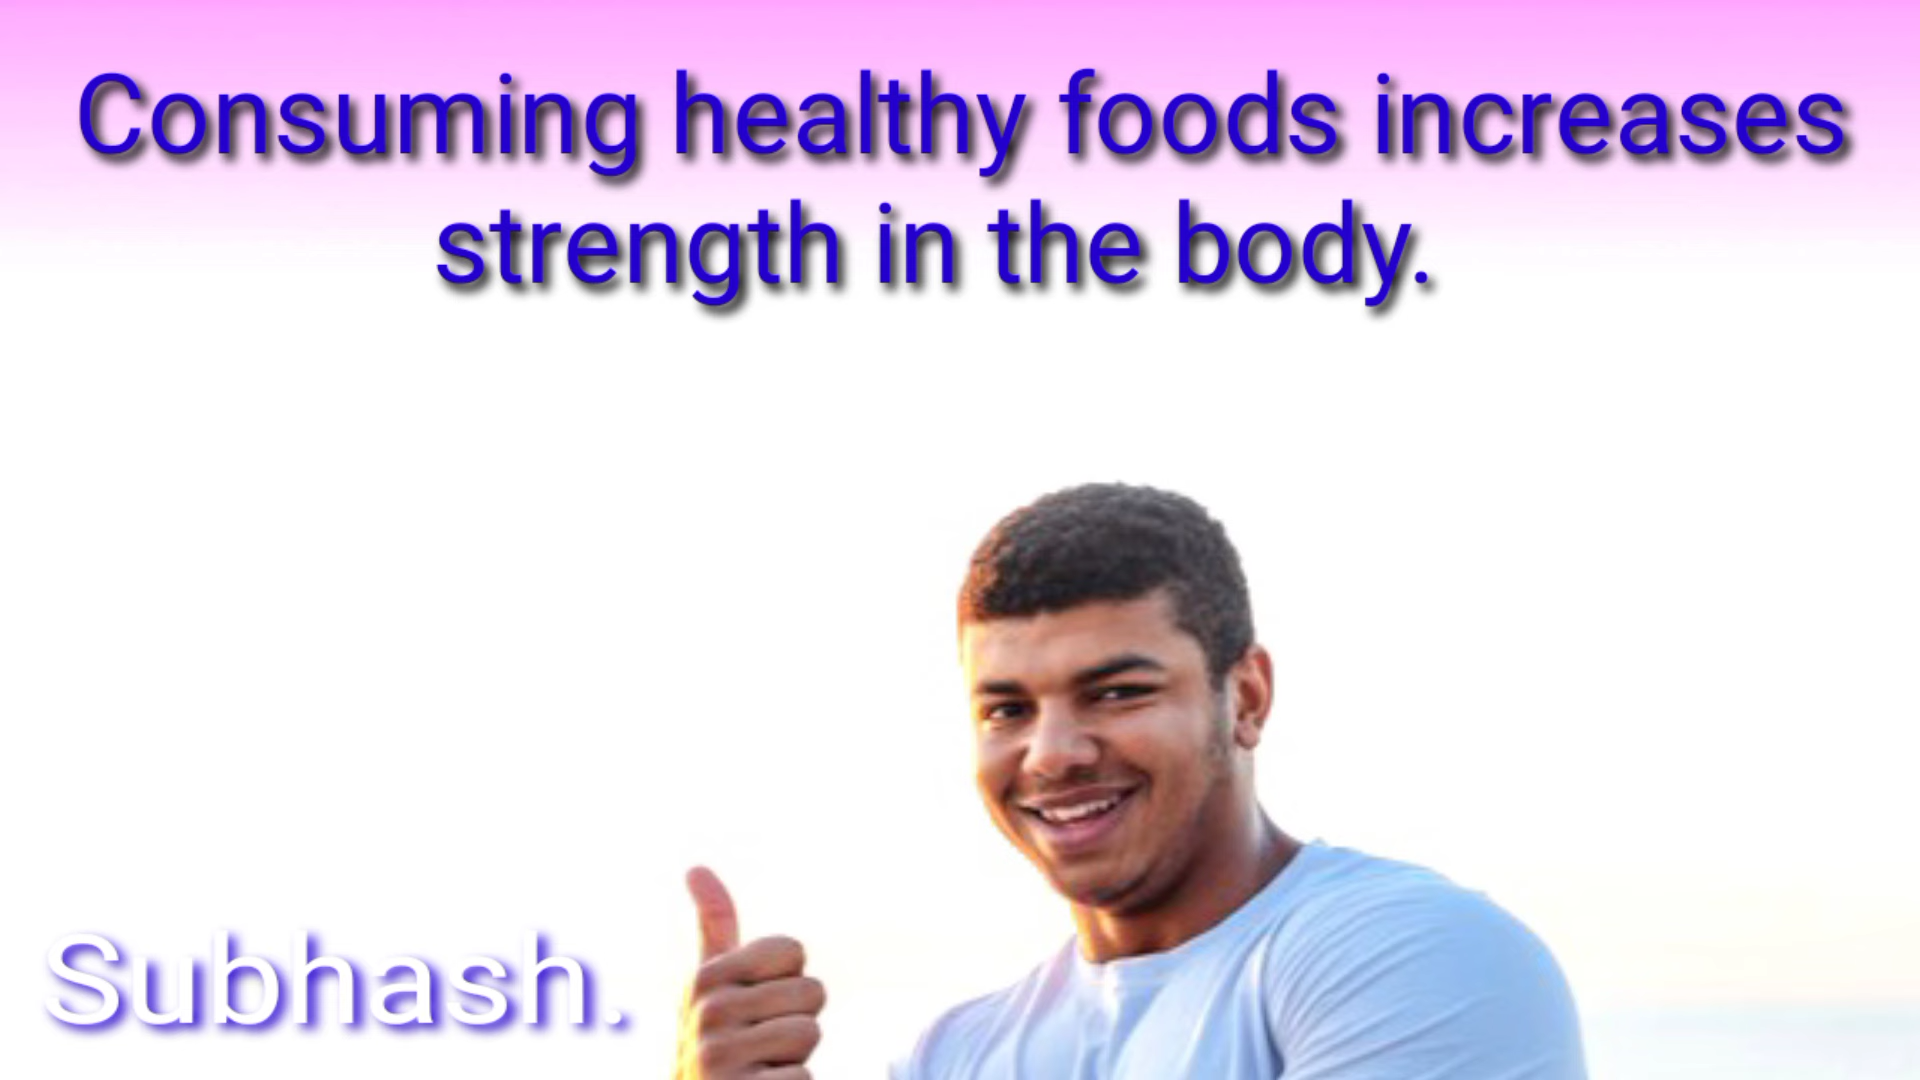 Consuming healthy foods increases
strength in the body.
Subhash.